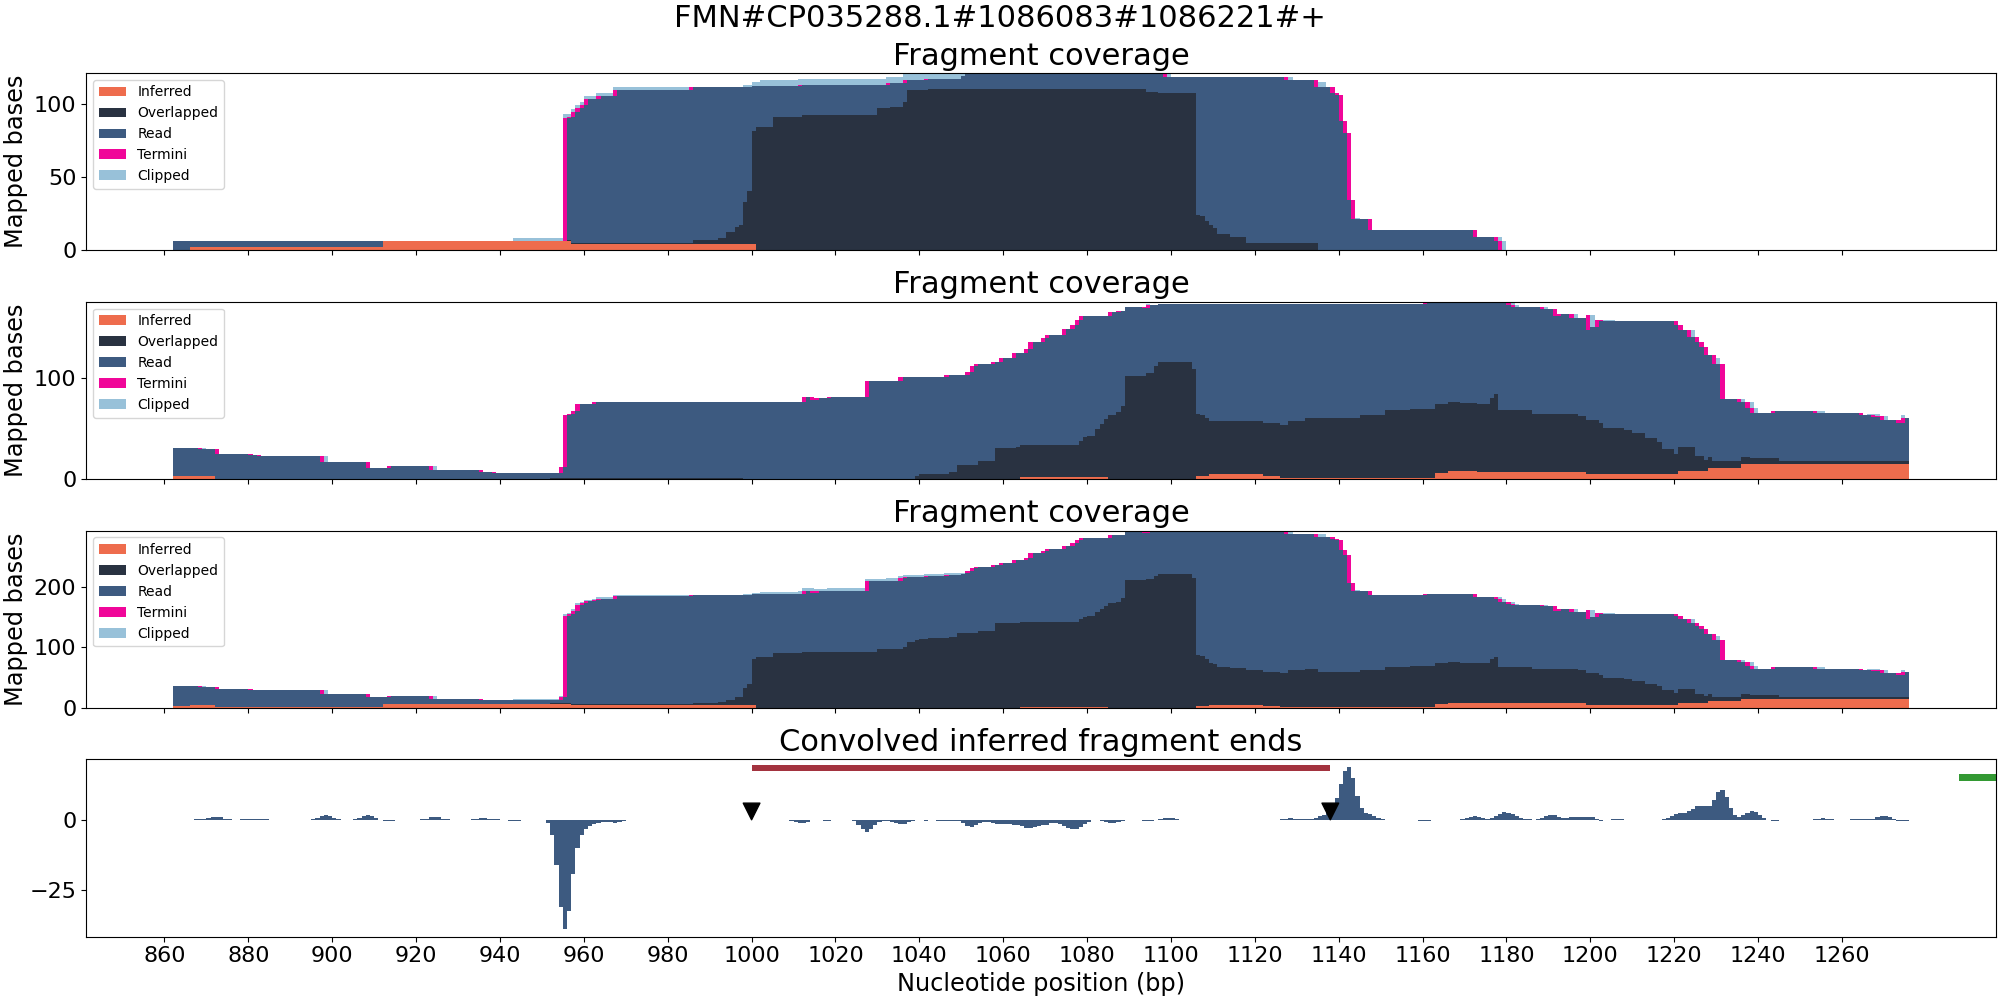 FMN#CP035288.1#1086083#1086221#+
Fragment coverage
Mapped bases
100
50
0
Inferred
Overlapped
Read
Termini
Clipped
Fragment coverage
Mapped bases
100
0
Inferred
Overlapped
Read
Termini
Clipped
Fragment coverage
Mapped bases
200
100
0
Inferred
Overlapped
Read
Termini
Clipped
Convolved inferred fragment ends
0
−25
860 880 900 920 940 960 980 1000 1020 1040 1060 1080 1100 1120 1140 1160 1180 1200 1220 1240 1260
Nucleotide position (bp)